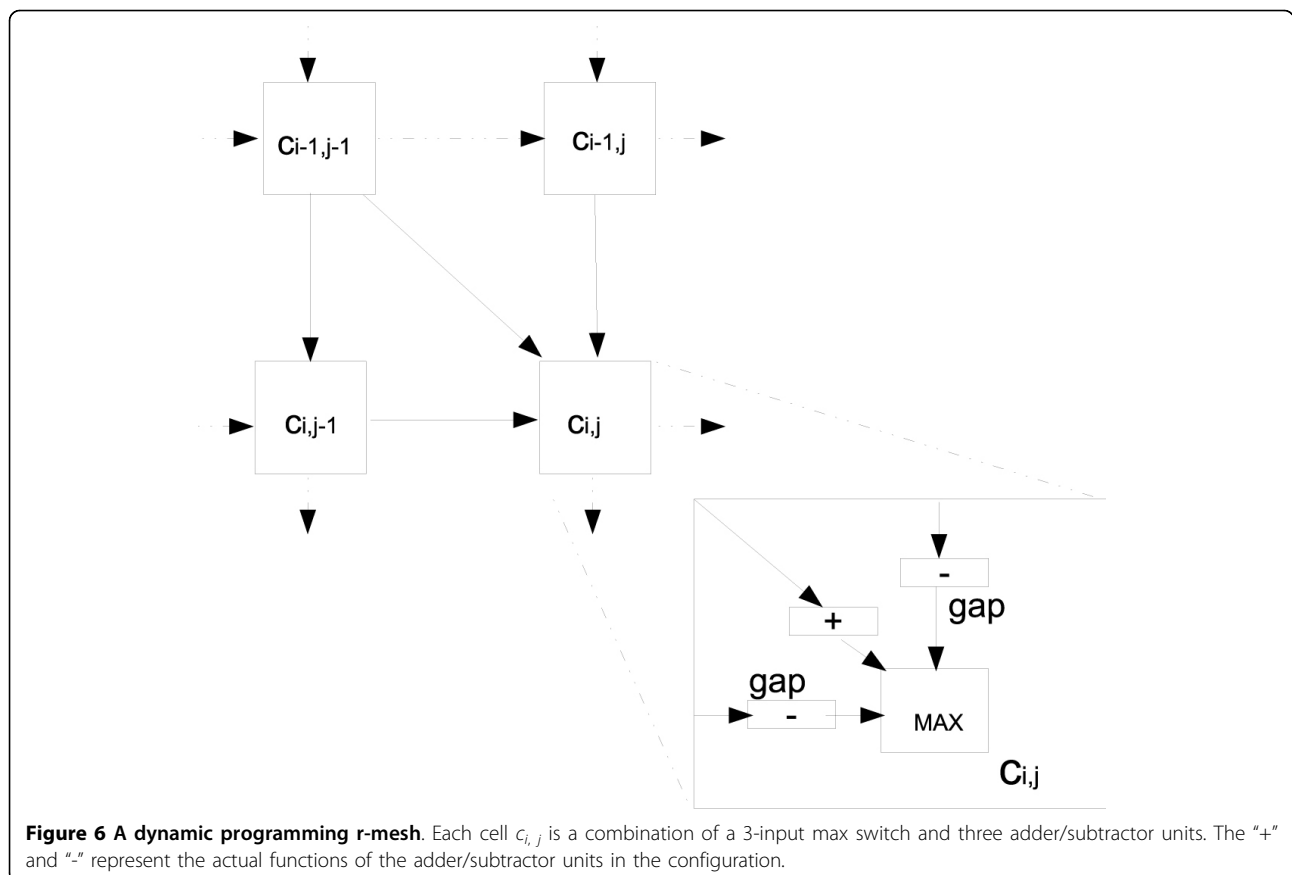 Ci-1,j-1
Ci-1,j
Ci,j-1
Ci,j
-
gap
+
gap
-
MAX
Ci,j
Figure 6 A dynamic programming r-mesh. Each cell ci, j is a combination of a 3-input max switch and three adder/subtractor units. The “+”
and “-” represent the actual functions of the adder/subtractor units in the configuration.